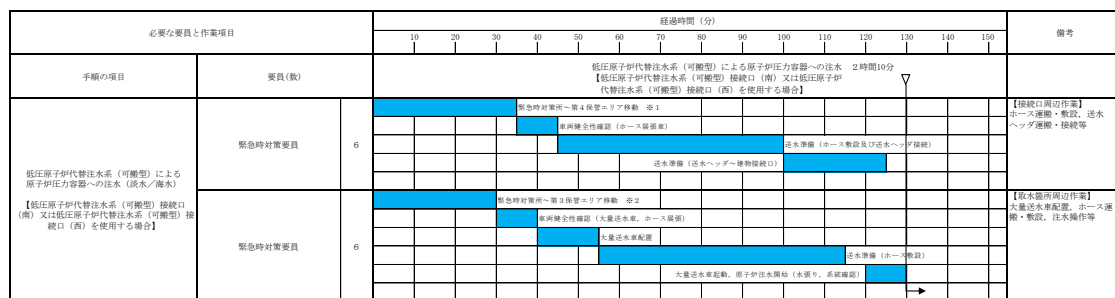 必要な要員と作業項目
経過時間（分）
備考
10 20 30 40 50 60 70 80 90 100 110 120 130 140 150
手順の項目
要員(数)
低圧原子炉代替注水系（可搬型）による原子炉圧力容器への注水 2時間10分
【低圧原子炉代替注水系（可搬型）接続口（南）又は低圧原子炉
代替注水系（可搬型）接続口（西）を使用する場合】
低圧原子炉代替注水系（可搬型）による
原子炉圧力容器への注水（淡水／海水）
【低圧原子炉代替注水系（可搬型）接続口
（南）又は低圧原子炉代替注水系（可搬型）接
続口（西）を使用する場合】
緊急時対策要員
6
緊急時対策所～第４保管エリア移動 ※１
車両健全性確認（ホース展張車）
送水準備（ホース敷設及び送水ヘッダ接続）
送水準備（送水ヘッダ～建物接続口）
【接続口周辺作業】
ホース運搬・敷設，送水
ヘッダ運搬・接続等
緊急時対策要員
6
緊急時対策所～第３保管エリア移動 ※２
車両健全性確認（大量送水車，ホース展張）
大量送水車配置
送水準備（ホース敷設）
大量送水車起動，原子炉注水開始（水張り，系統確認）
【取水箇所周辺作業】
大量送水車配置，ホース運
搬・敷設，注水操作等